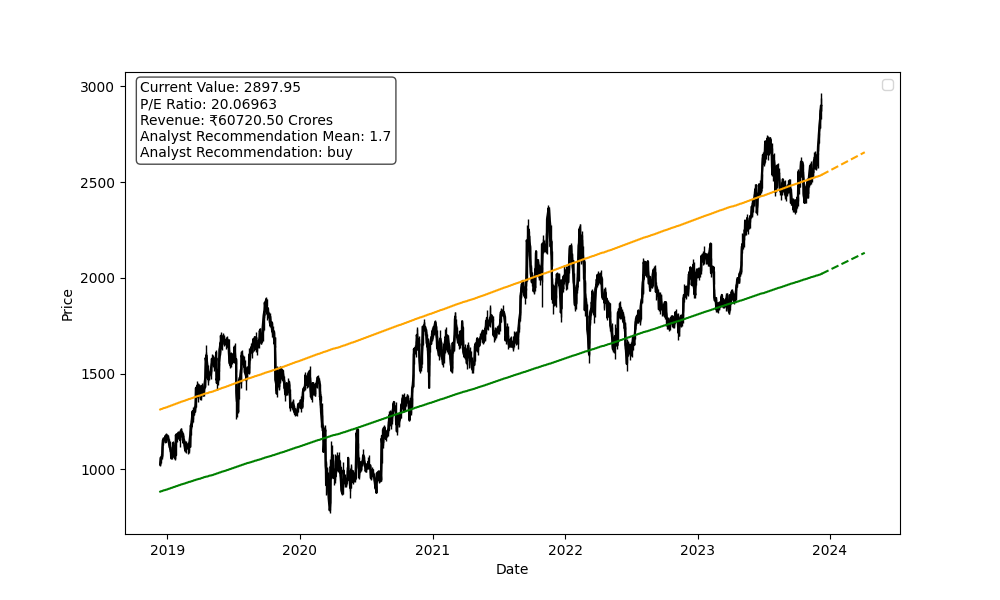 Current Value: 2897.95
P/E Ratio: 20.06963
Revenue: ₹60720.50 Crores
Analyst Recommendation Mean: 1.7
Analyst Recommendation: buy
3000
2500
2000
1500
1000
Price
2019 2020 2021 2022 2023 2024
Date